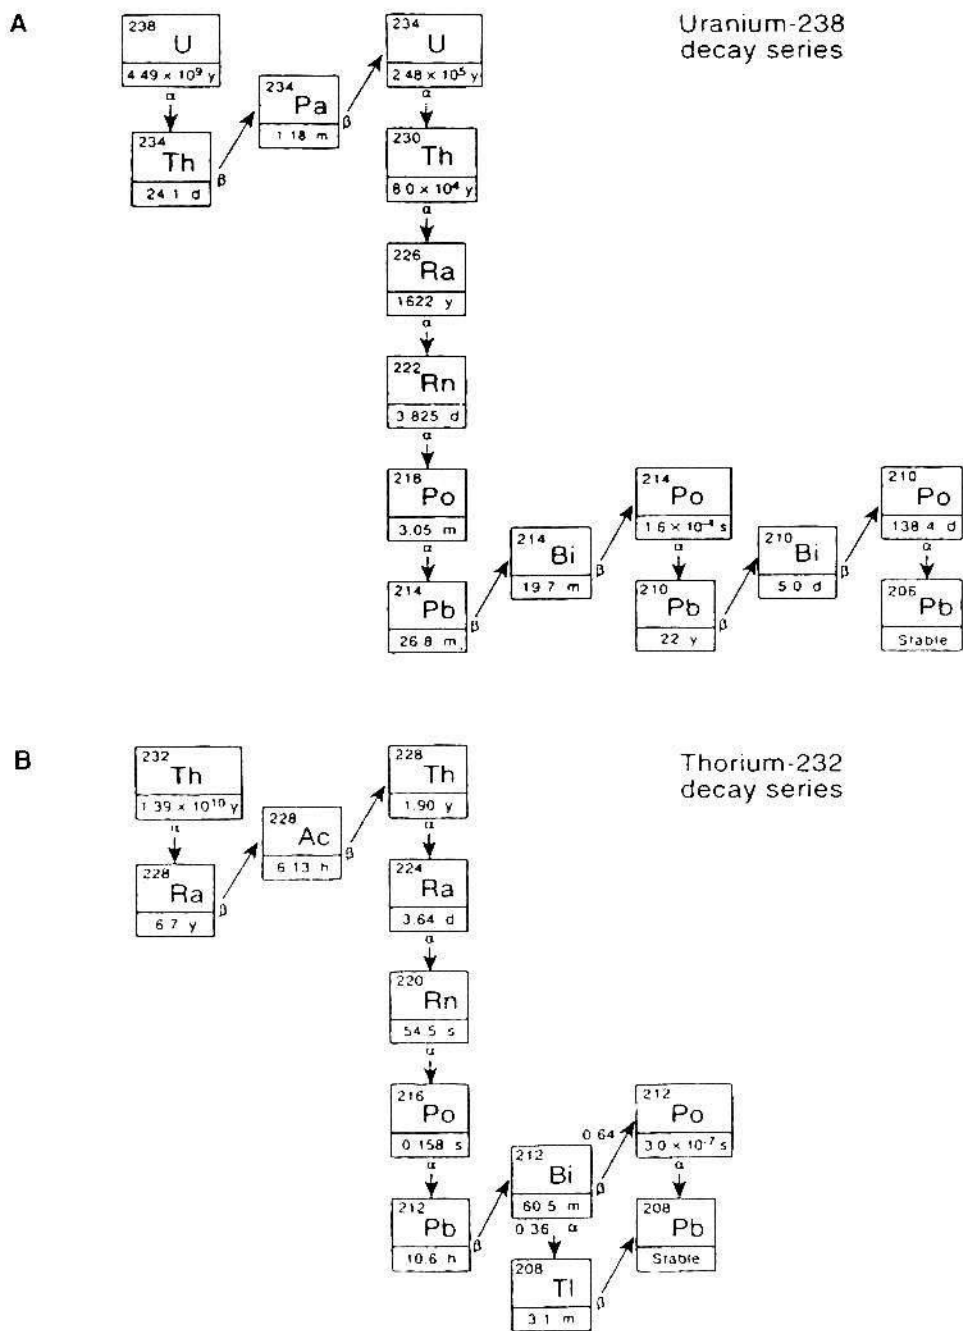 A
Uranium-238
decay series
238 U
4.49 × 10⁹ y
α
234 Th
24.1 d
β
234 Pa
1.18 m
β
234 U
2.48 × 10⁵ y
α
230 Th
8.0 × 10⁴ y
α
226 Ra
1622 y
α
222 Rn
3.825 d
α
218 Po
3.05 m
α
214 Pb
26.8 m
β
214 Bi
19.7 m
β
214 Po
1.6 × 10⁻⁴ s
α
210 Pb
22 y
β
210 Bi
5.0 d
β
210 Po
138.4 d
α
206 Pb
Stable
B
Thorium-232
decay series
232 Th
1.39 × 10¹⁰ y
α
228 Ra
6.7 y
β
228 Ac
6.13 h
β
228 Th
1.90 y
α
224 Ra
3.64 d
α
220 Rn
54.5 s
α
216 Po
0.158 s
α
212 Pb
10.6 h
β
212 Bi
60.5 m
0.64
β
0.36 α
212 Po
3.0 × 10⁻⁷ s
α
208 Tl
3.1 m
β
208 Pb
Stable